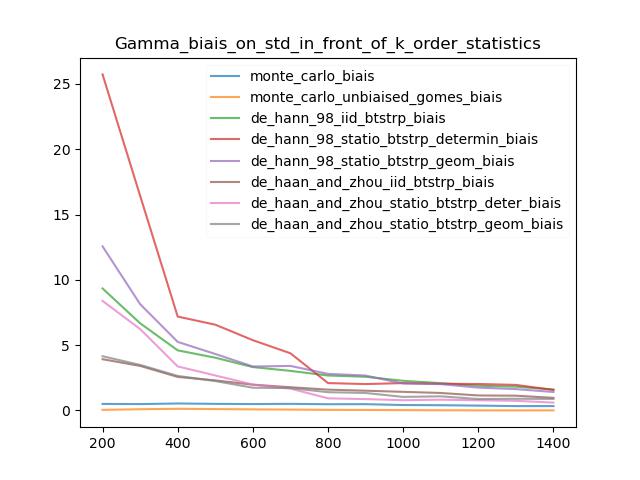 Gamma_biais_on_std_in_front_of_k_order_statistics
monte_carlo_biais
monte_carlo_unbiaised_gomes_biais
de_hann_98_iid_btstrp_biais
de_hann_98_statio_btstrp_determin_biais
de_hann_98_statio_btstrp_geom_biais
de_haan_and_zhou_iid_btstrp_biais
de_haan_and_zhou_statio_btstrp_deter_biais
de_haan_and_zhou_statio_btstrp_geom_biais
25
20
15
10
5
0
200 400 600 800 1000 1200 1400